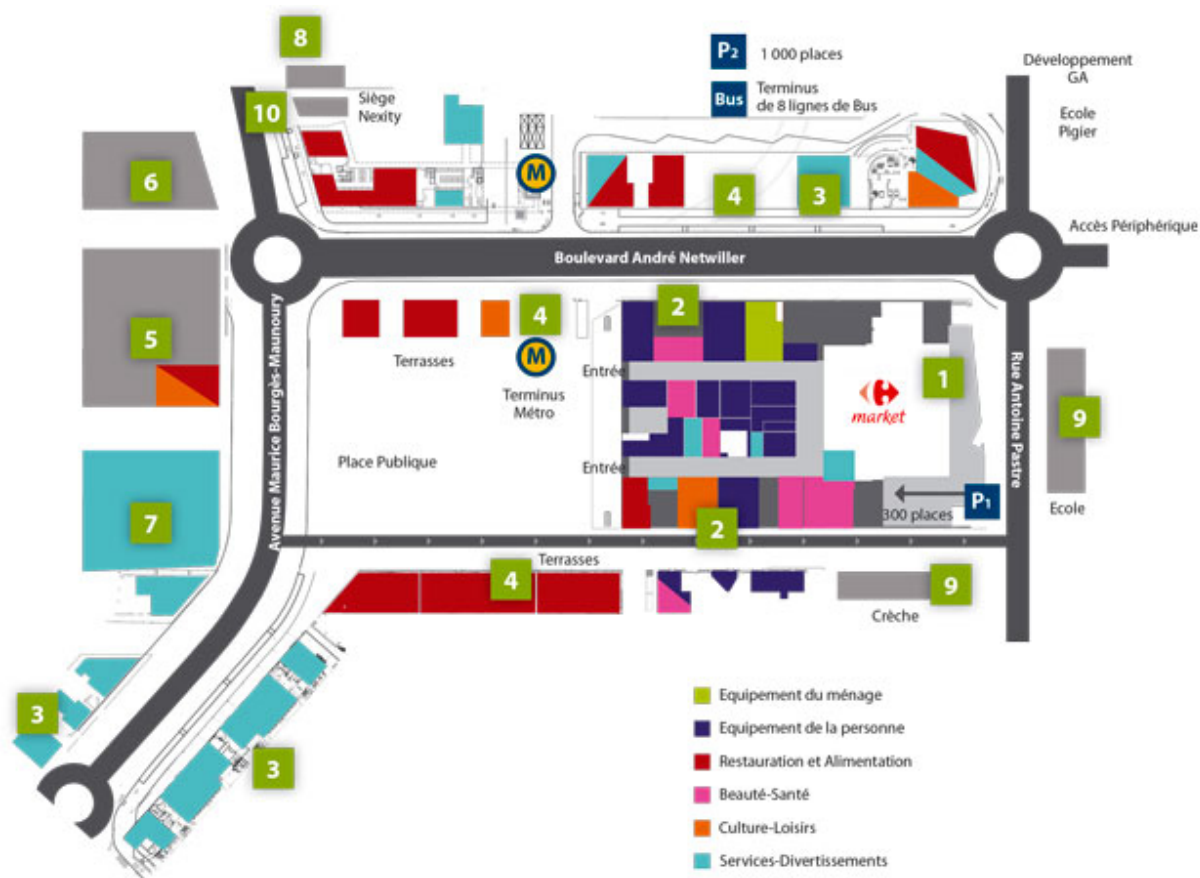 8
P2
1 000 places
Bus
Terminus
de 8 lignes de Bus
Développement
GA
Ecole
Pigier
10
Siège
Nexity
6
M
4
3
Accès Périphérique
Boulevard André Netwiller
Avenue Maurice Bourgès-Maunoury
5
4
2
Terrasses
M
Terminus
Métro
Entrée
1
market
Rue Antoine Pastre
9
Ecole
Place Publique
Entrée
7
P1
300 places
2
Terrasses
4
9
Crèche
3
3
Equipement du ménage
Equipement de la personne
Restauration et Alimentation
Beauté-Santé
Culture-Loisirs
Services-Divertissements